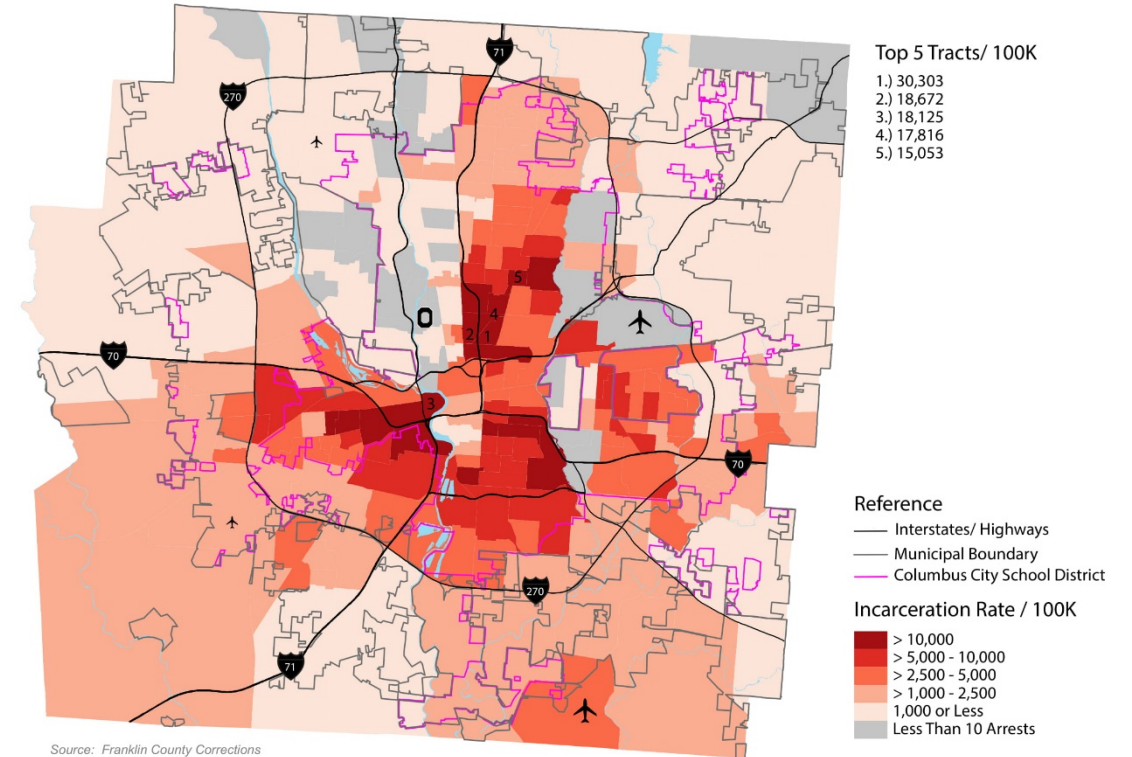 Top 5 Tracts/ 100K
1.) 30,303
2.) 18,672
3.) 18,125
4.) 17,816
5.) 15,053
71
270
5
4
2 1
70
3
70
270
71
Reference
Interstates/ Highways
Municipal Boundary
Columbus City School District
Incarceration Rate / 100K
> 10,000
> 5,000 - 10,000
> 2,500 - 5,000
> 1,000 - 2,500
1,000 or Less
Less Than 10 Arrests
Source: Franklin County Corrections